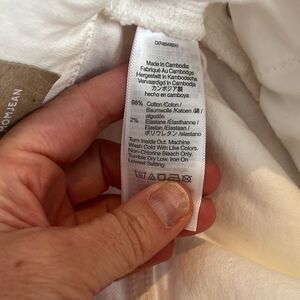 MOMJEAN
Made in Cambodia
Fabriqué Au Cambodge
Hergestellt in Kambodscha
Vervaardigd in Cambodja
カンボジア製
hecho en camboya
98% Cotton /Coton /
Baumwolle /Katoen /綿 /
algodón
2% Elastane /Élasthanne /
Elastan /Elastaan /
ポリウレタン /elastano
Turn Inside Out. Machine
Wash Cold With Like Colors.
Non-Chlorine Bleach Only.
Tumble Dry Low. Iron On
Lowest Setting.